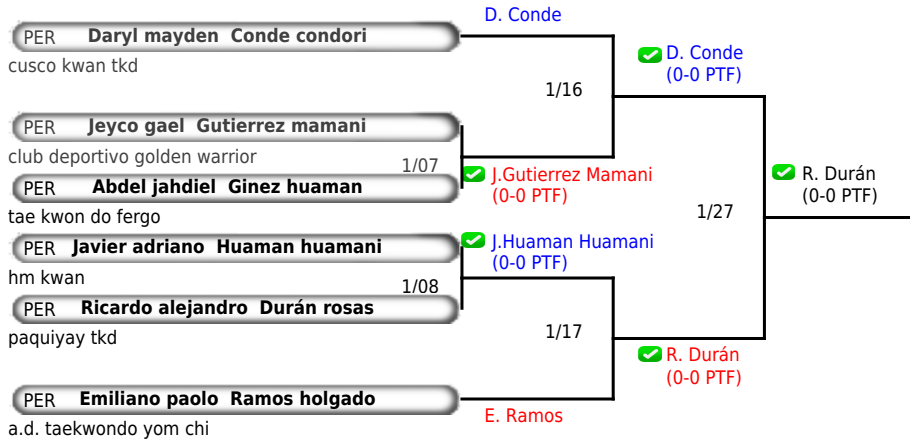 D. Conde
PER Daryl mayden Conde condori
cusco kwan tkd
D. Conde
(0-0 PTF)
1/16
PER Jeyco gael Gutierrez mamani
club deportivo golden warrior
1/07
J.Gutierrez Mamani
(0-0 PTF)
PER Abdel jahdiel Ginez huaman
tae kwon do fergo
R. Durán
(0-0 PTF)
1/27
PER Javier adriano Huaman huamani
hm kwan
J.Huaman Huamani
(0-0 PTF)
1/08
PER Ricardo alejandro Durán rosas
paquiyay tkd
1/17
R. Durán
(0-0 PTF)
PER Emiliano paolo Ramos holgado
a.d. taekwondo yom chi
E. Ramos